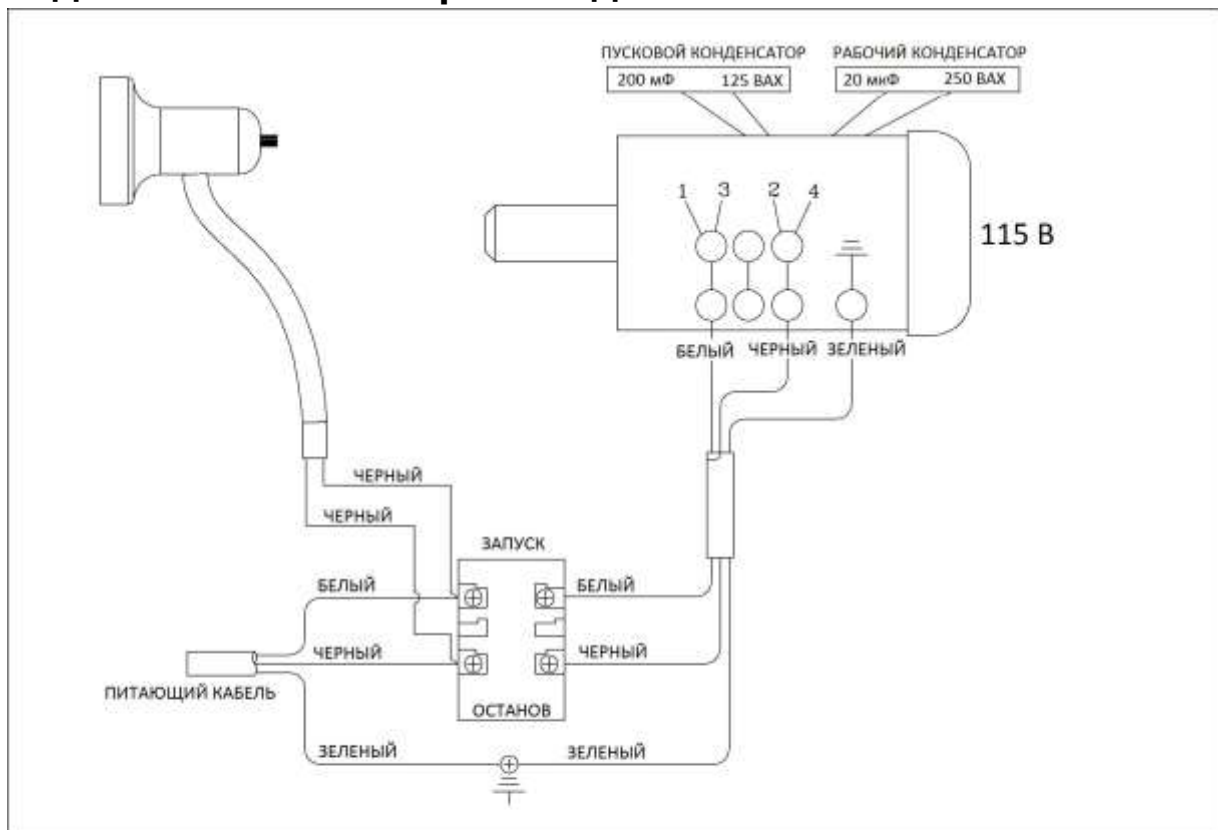 ПУСКОВОЙ КОНДЕНСАТОР РАБОЧИЙ КОНДЕНСАТОР
200 мФ 125 ВАХ 20 мкФ 250 ВАХ
1 3 2 4
115 В
БЕЛЫЙ ЧЕРНЫЙ ЗЕЛЕНЫЙ
ЧЕРНЫЙ
ЧЕРНЫЙ
ЗАПУСК
БЕЛЫЙ БЕЛЫЙ
ЧЕРНЫЙ ЧЕРНЫЙ
ПИТАЮЩИЙ КАБЕЛЬ
ОСТАНОВ
ЗЕЛЕНЫЙ ЗЕЛЕНЫЙ